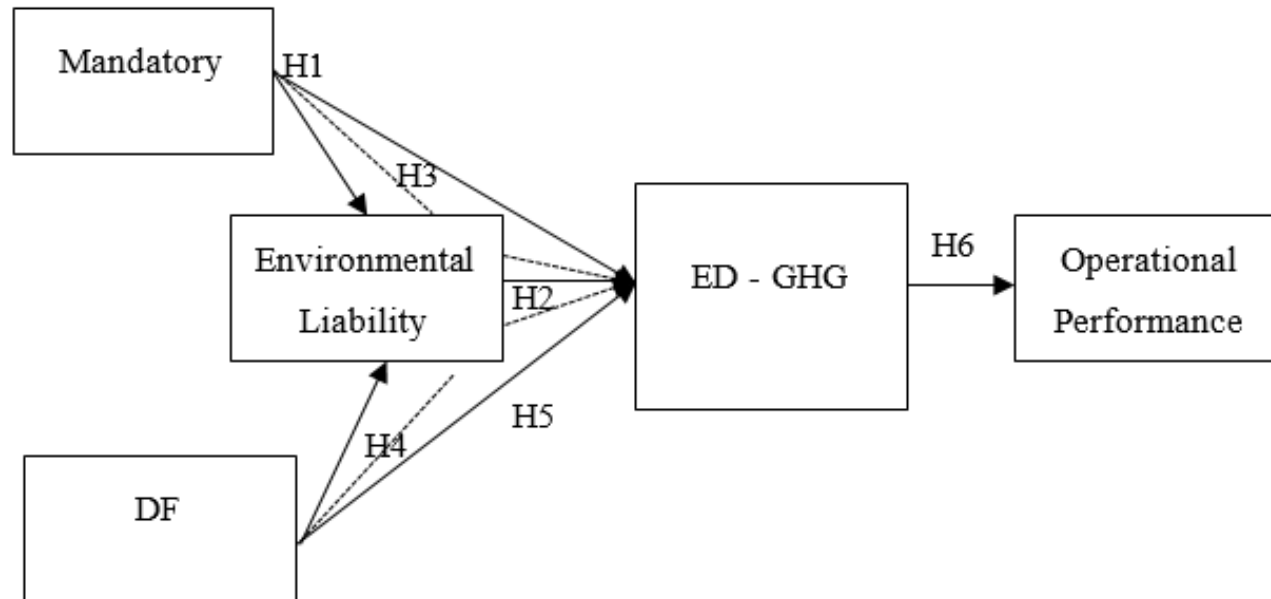 Mandatory
H1
H3
Environmental
Liability
H2
ED - GHG
H6
Operational
Performance
H4
H5
DF